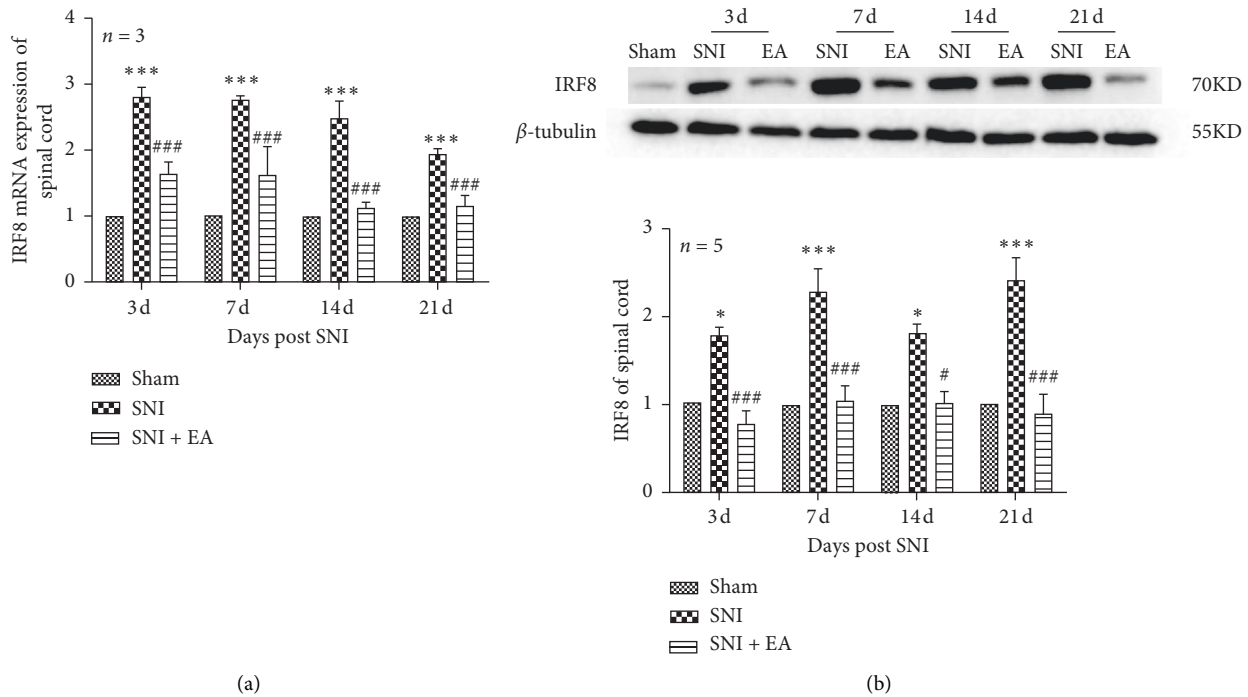 IRF8 mRNA expression of
spinal cord
4
3
2
1
0
n = 3
***
###
***
###
***
###
***
###
3 d
7 d
14 d
21 d
Days post SNI
Sham
SNI
SNI + EA
(a)
3 d
7 d
14 d
21 d
Sham
SNI
EA
SNI
EA
SNI
EA
SNI
EA
IRF8
70KD
β-tubulin
55KD
IRF8 of spinal cord
3
2
1
0
n = 5
*
###
***
###
*
#
***
###
3 d
7 d
14 d
21 d
Days post SNI
Sham
SNI
SNI + EA
(b)